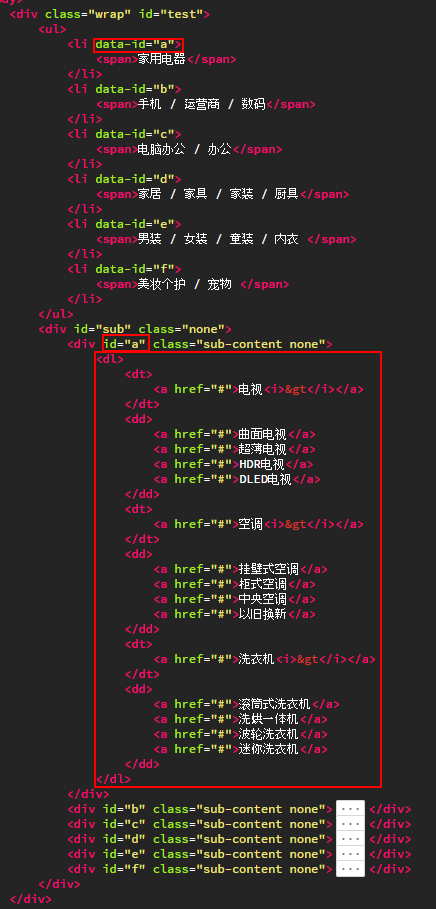 <div class="wrap" id="test">
<ul>
<li data-id="a">
<span>家用电器</span>
</li>
<li data-id="b">
<span>手机 / 运营商 / 数码</span>
</li>
<li data-id="c">
<span>电脑办公 / 办公</span>
</li>
<li data-id="d">
<span>家居 / 家具 / 家装 / 厨具</span>
</li>
<li data-id="e">
<span>男装 / 女装 / 童装 / 内衣 </span>
</li>
<li data-id="f">
<span>美妆个护 / 宠物 </span>
</li>
</ul>
<div id="sub" class="none">
<div id="a" class="sub-content none">
<dl>
<dt>
<a href="#">电视<i>&gt</i></a>
</dt>
<dd>
<a href="#">曲面电视</a>
<a href="#">超薄电视</a>
<a href="#">HDR电视</a>
<a href="#">DLED电视</a>
</dd>
<dt>
<a href="#">空调<i>&gt</i></a>
</dt>
<dd>
<a href="#">挂壁式空调</a>
<a href="#">柜式空调</a>
<a href="#">中央空调</a>
<a href="#">以旧换新</a>
</dd>
<dt>
<a href="#">洗衣机<i>&gt</i></a>
</dt>
<dd>
<a href="#">滚筒式洗衣机</a>
<a href="#">洗烘一体机</a>
<a href="#">波轮洗衣机</a>
<a href="#">迷你洗衣机</a>
</dd>
</dl>
</div>
<div id="b" class="sub-content none"> ... </div>
<div id="c" class="sub-content none"> ... </div>
<div id="d" class="sub-content none"> ... </div>
<div id="e" class="sub-content none"> ... </div>
<div id="f" class="sub-content none"> ... </div>
</div>
</div>